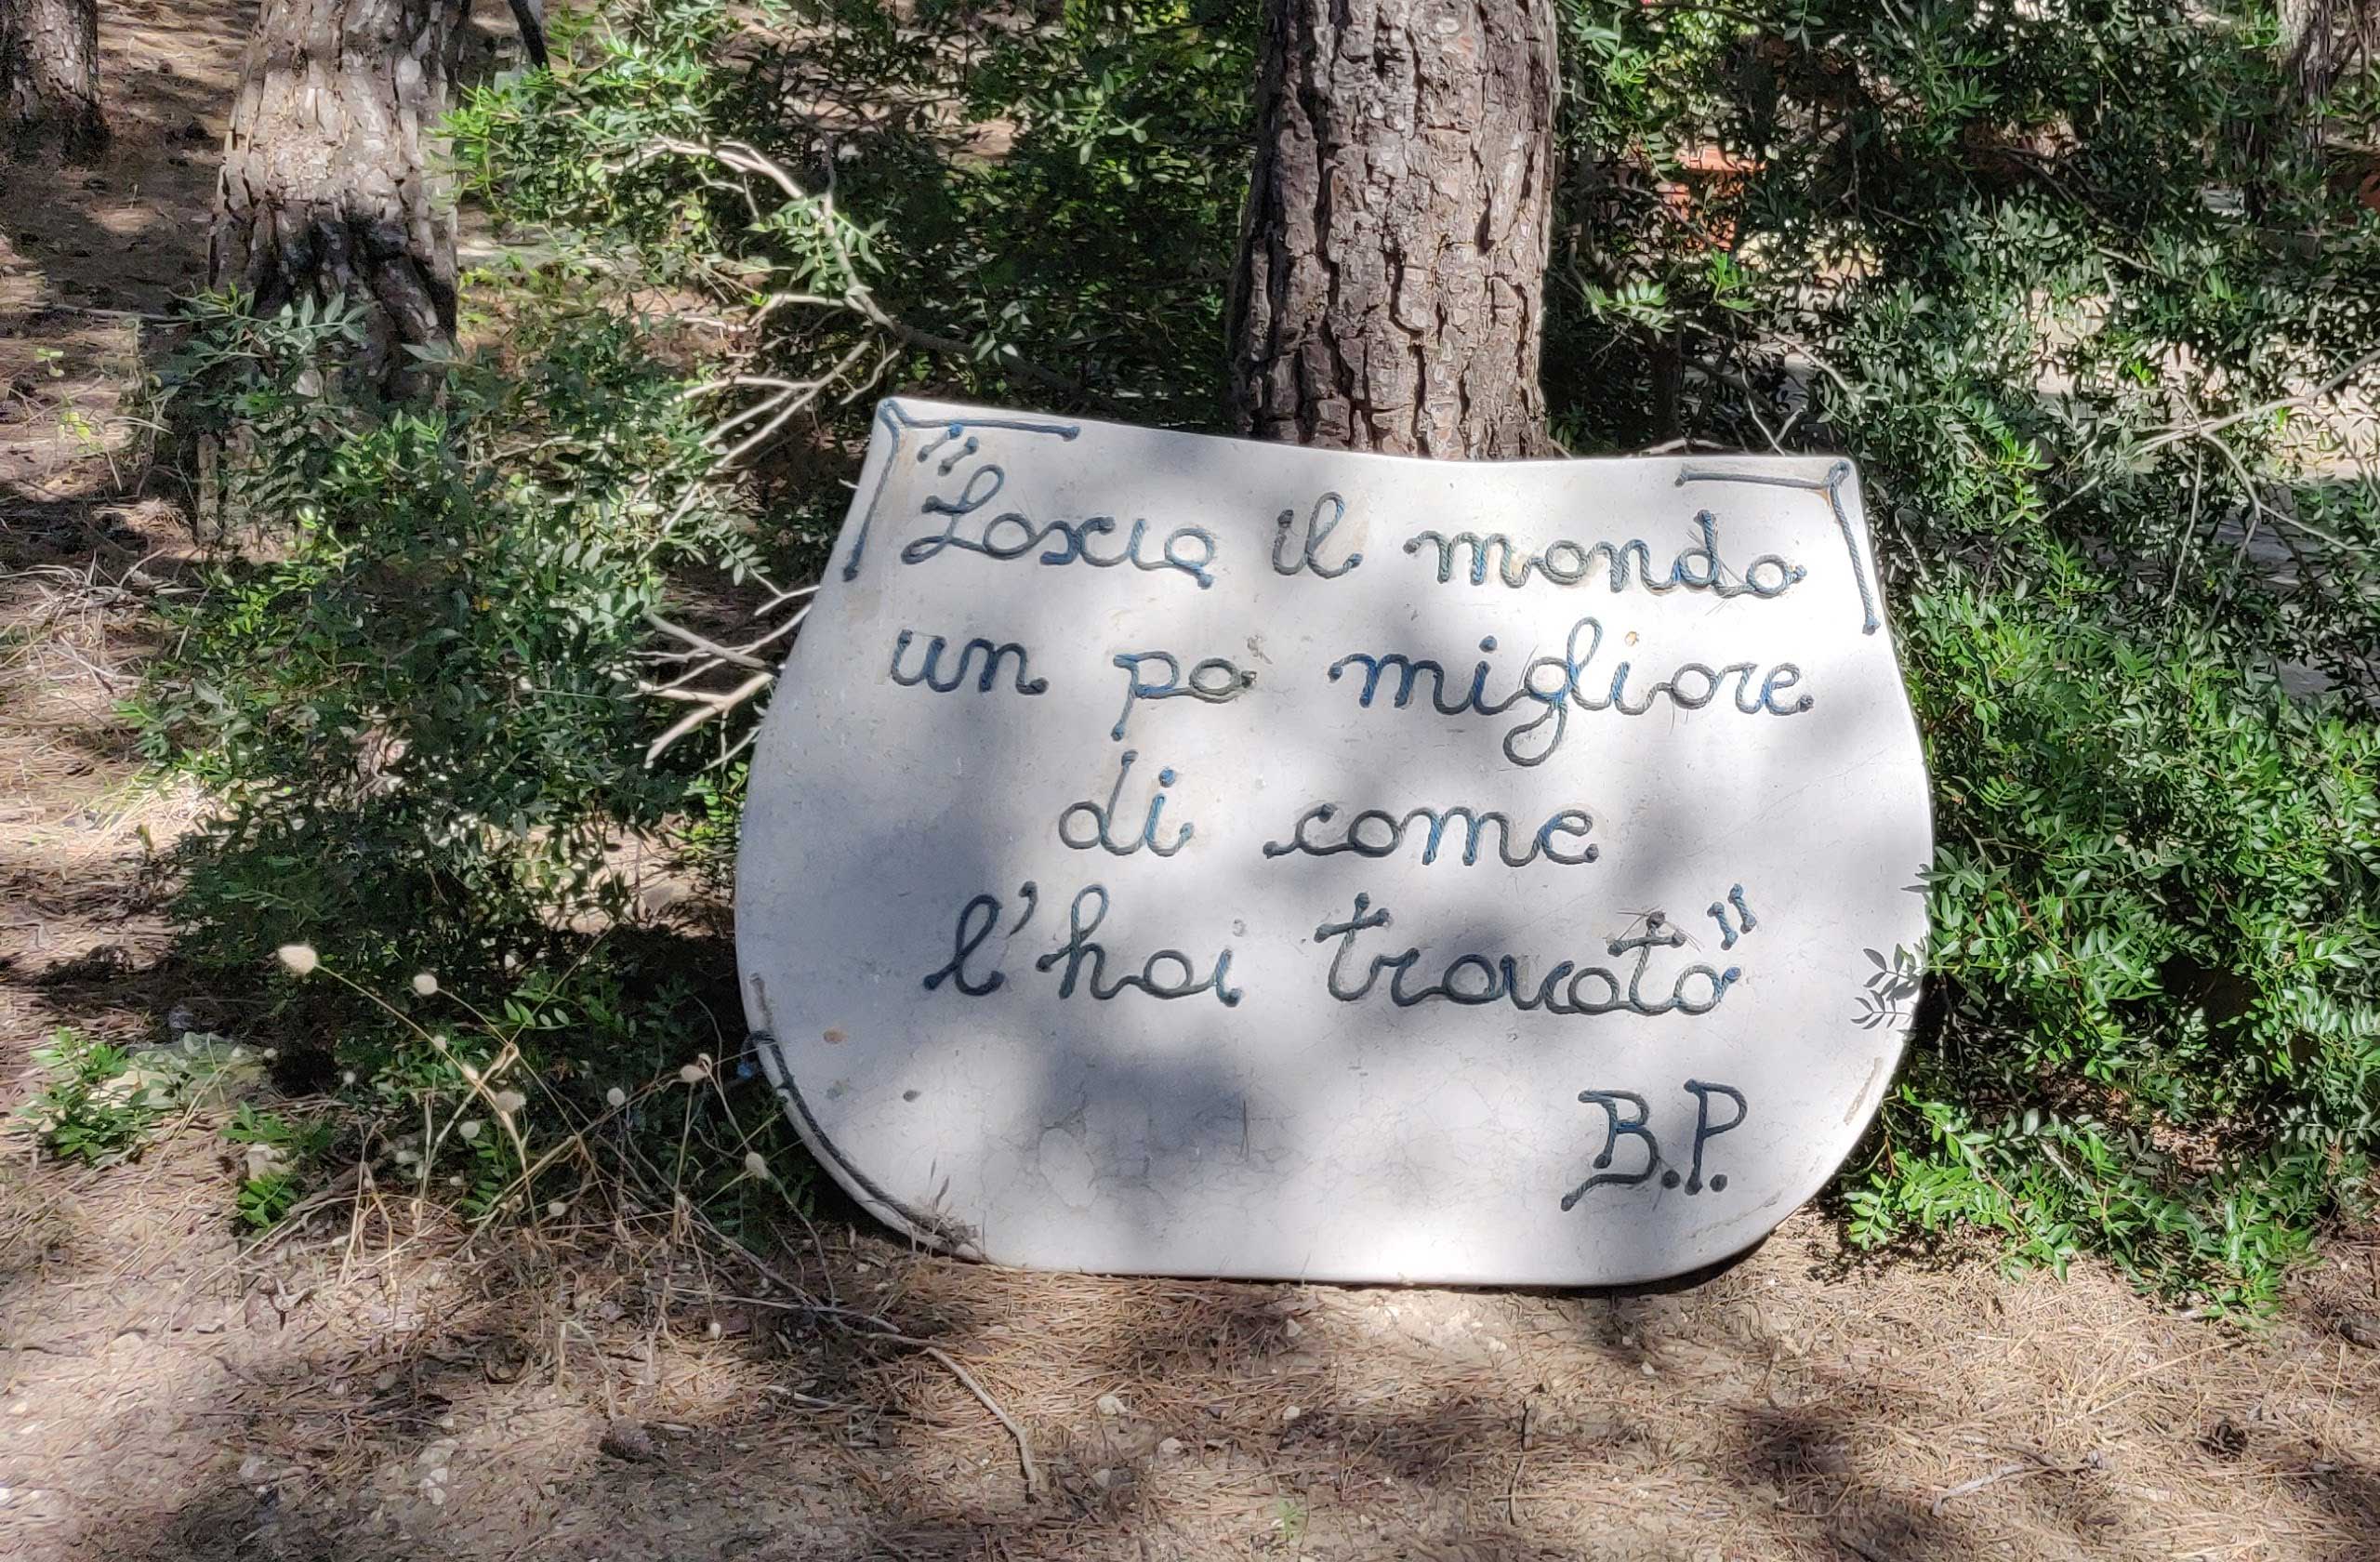 "Lascia il mondo
un po' migliore
di come
l'hai trovato"
B.P.